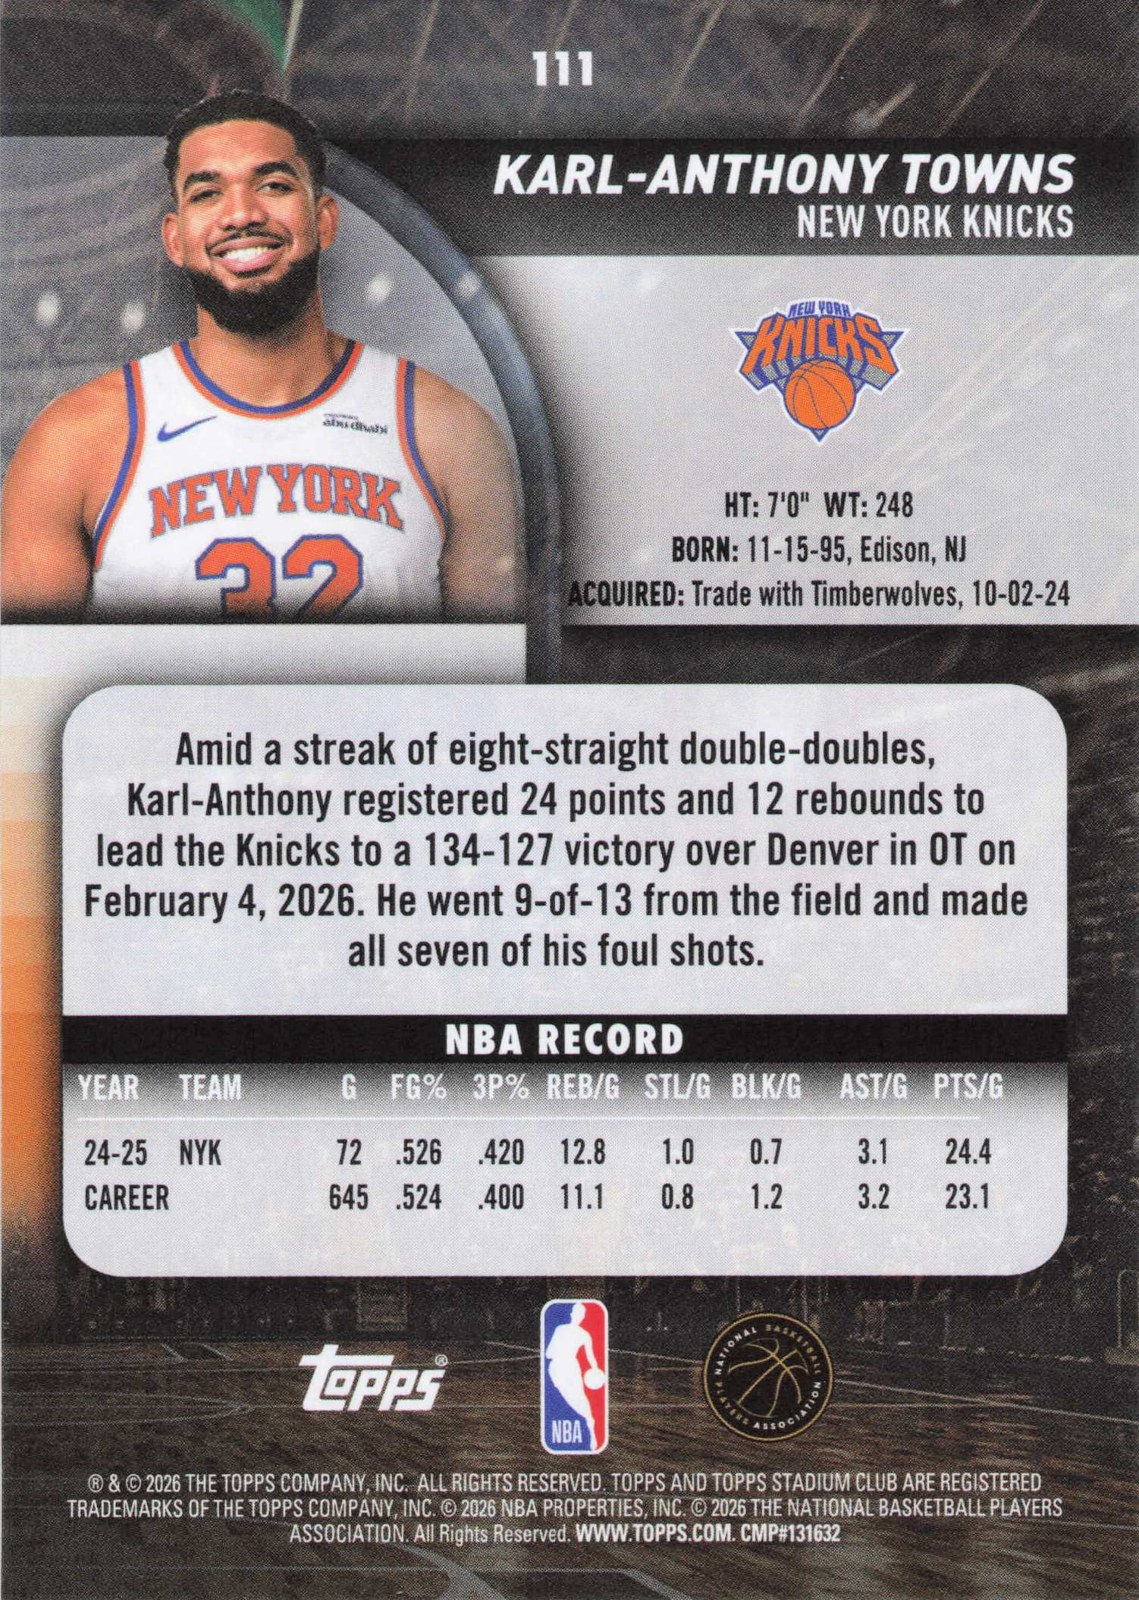 111
KARL-ANTHONY TOWNS
NEW YORK KNICKS
NEW YORK
KNICKS
abu dhabi
NEW YORK
32
HT: 7'0" WT: 248
BORN: 11-15-95, Edison, NJ
ACQUIRED: Trade with Timberwolves, 10-02-24
Amid a streak of eight-straight double-doubles,
Karl-Anthony registered 24 points and 12 rebounds to
lead the Knicks to a 134-127 victory over Denver in OT on
February 4, 2026. He went 9-of-13 from the field and made
all seven of his foul shots.
NBA RECORD
YEAR TEAM G FG% 3P% REB/G STL/G BLK/G AST/G PTS/G
24-25 NYK 72 .526 .420 12.8 1.0 0.7 3.1 24.4
CAREER 645 .524 .400 11.1 0.8 1.2 3.2 23.1
Topps®
NBA
NATIONAL BASKETBALL PLAYERS ASSOCIATION
® & © 2026 THE TOPPS COMPANY, INC. ALL RIGHTS RESERVED. TOPPS AND TOPPS STADIUM CLUB ARE REGISTERED
TRADEMARKS OF THE TOPPS COMPANY, INC. © 2026 NBA PROPERTIES, INC. © 2026 THE NATIONAL BASKETBALL PLAYERS
ASSOCIATION. All Rights Reserved. WWW.TOPPS.COM. CMP#131632